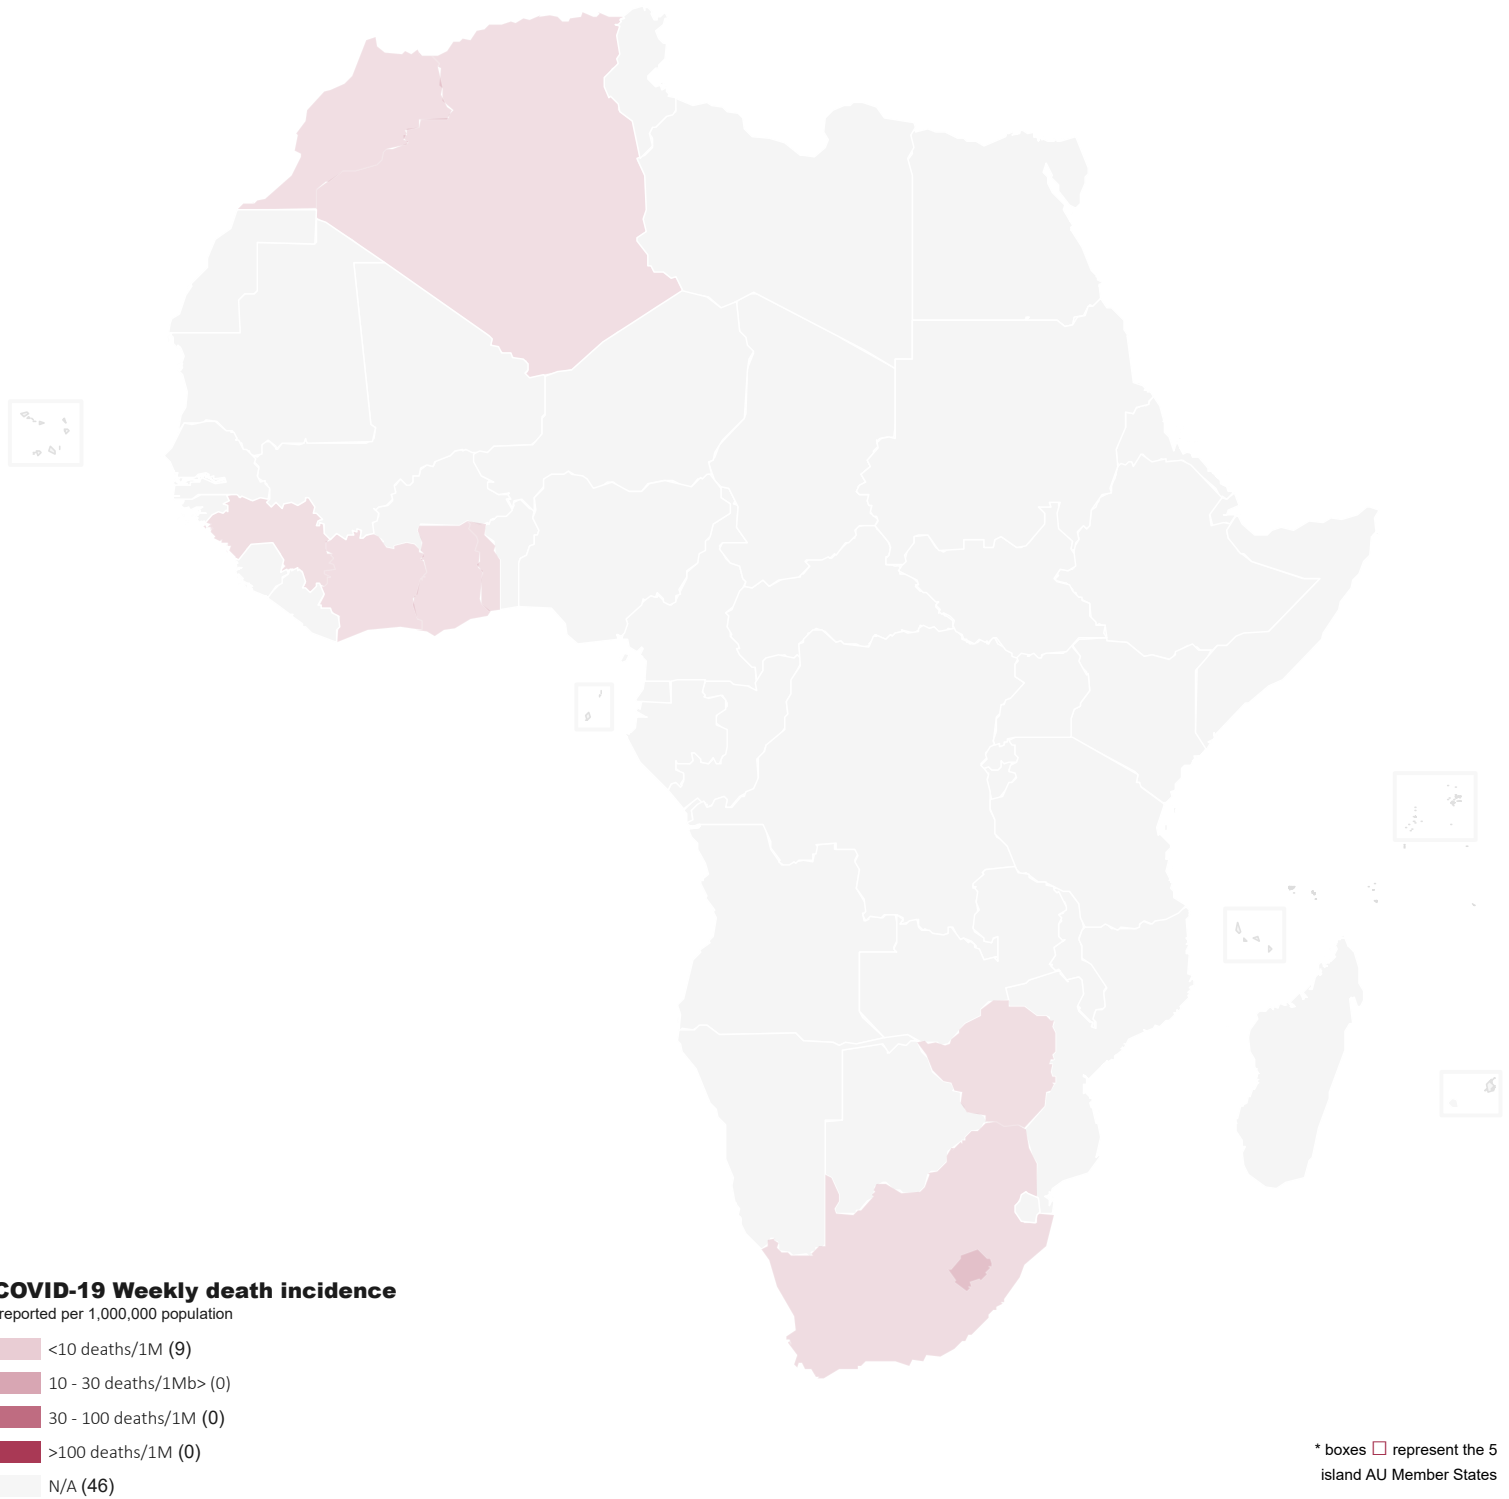 COVID-19 Weekly death incidence
reported per 1,000,000 population
<10 deaths/1M (9)
10 - 30 deaths/1Mb> (0)
30 - 100 deaths/1M (0)
>100 deaths/1M (0)
N/A (46)
* boxes □ represent the 5
island AU Member States